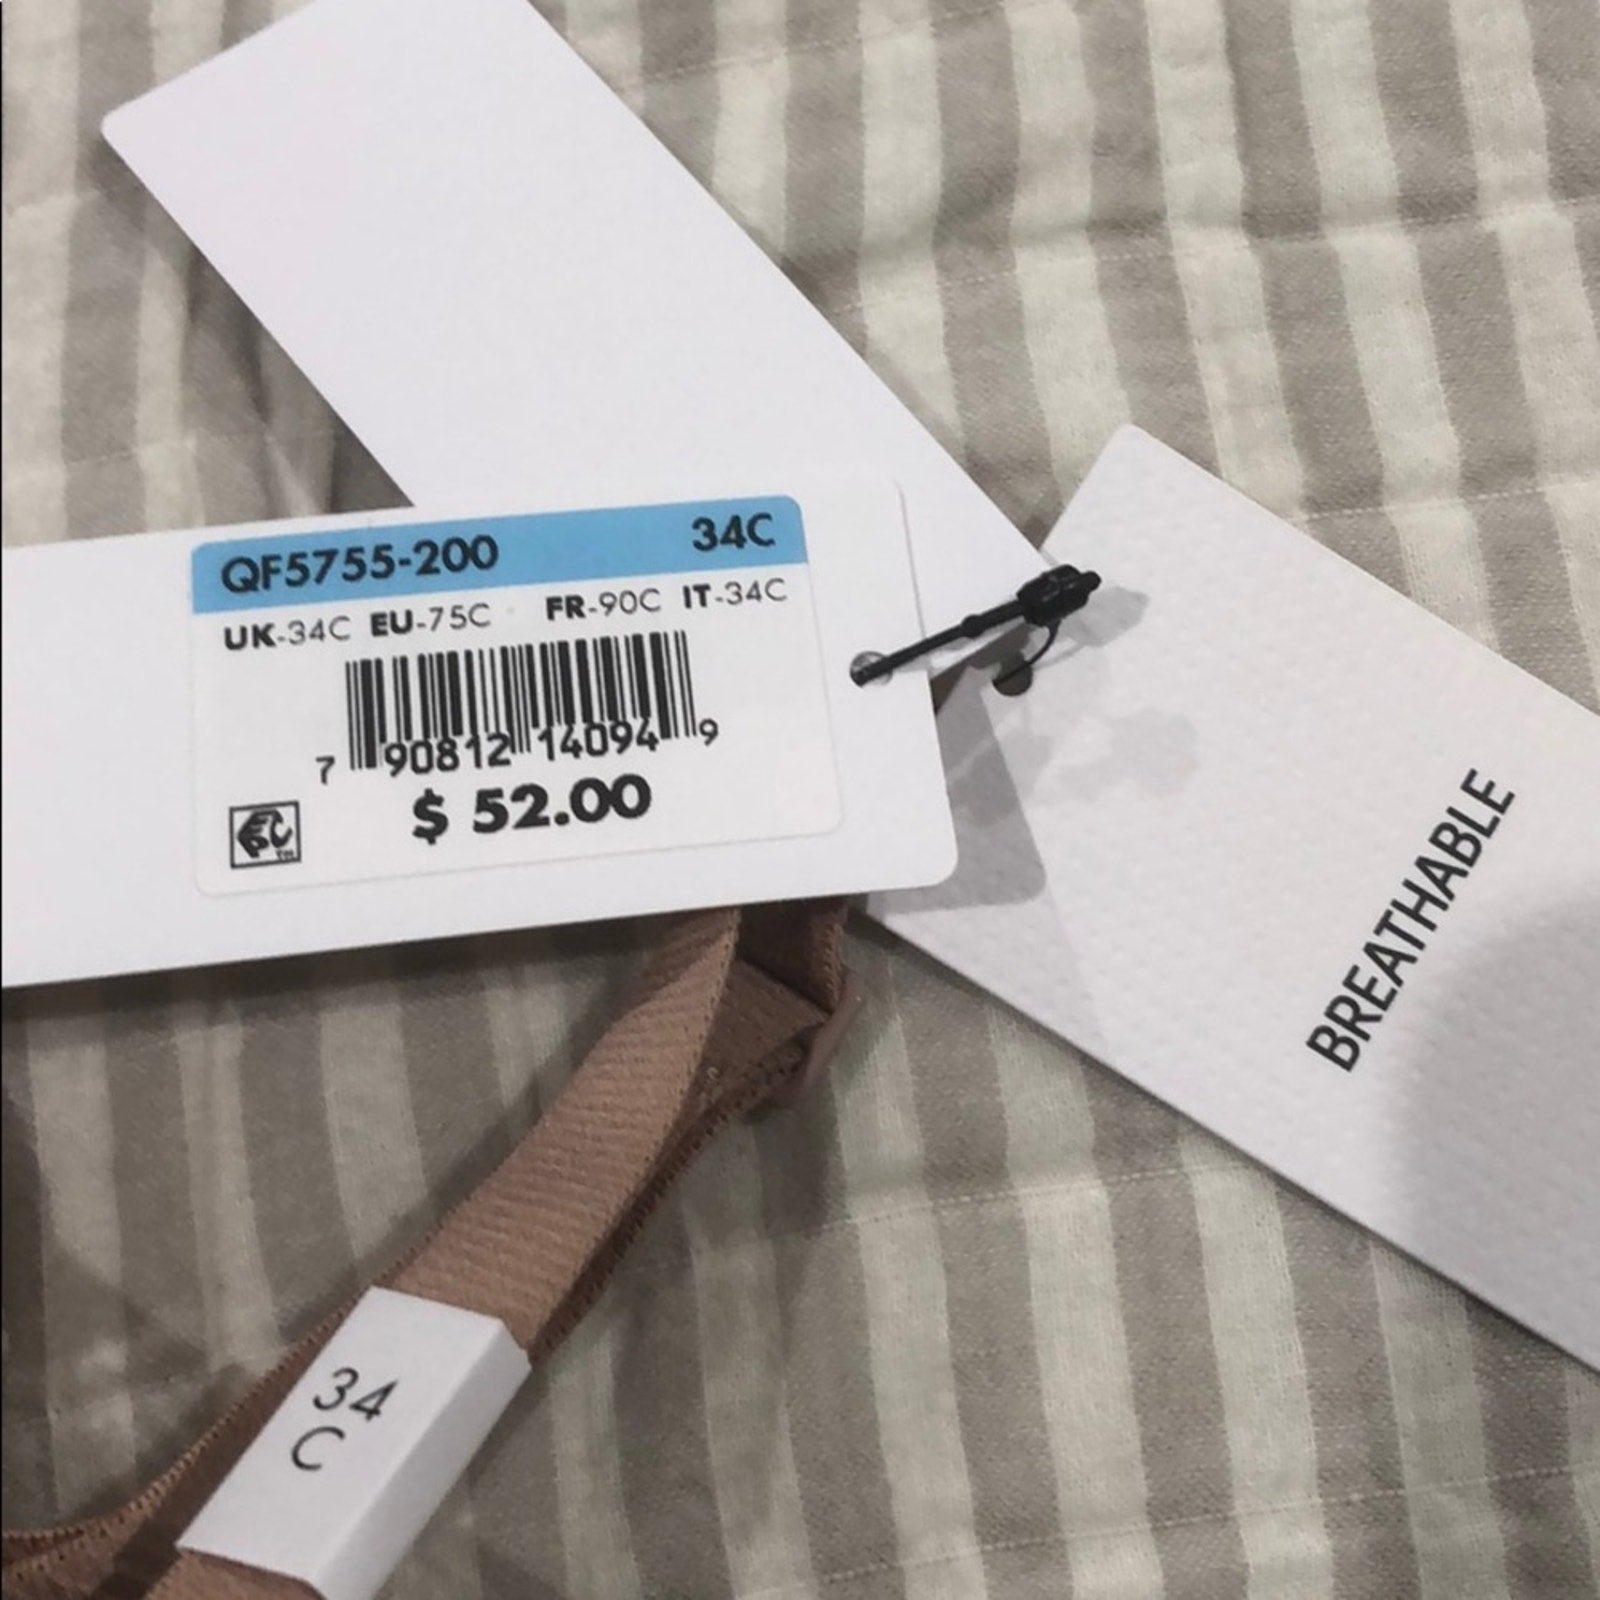 QF5755-200 34C
UK-34C EU-75C FR-90C IT-34C
7 90812 14094 9
$ 52.00
TM
BREATHABLE
34
C